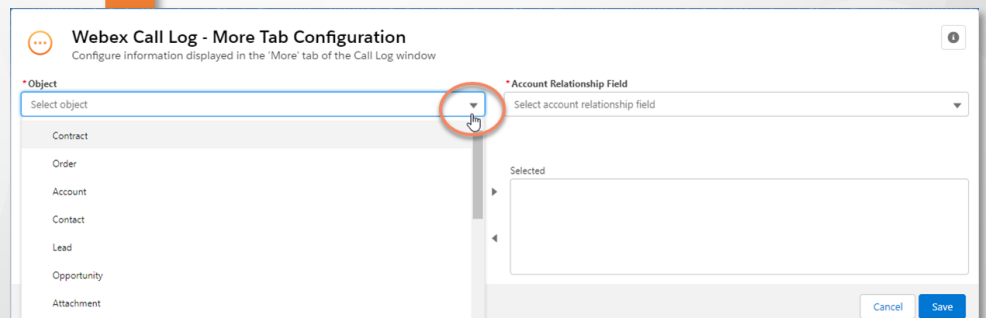 Webex Call Log - More Tab Configuration
Configure information displayed in the 'More' tab of the Call Log window
* Object
Select object
* Account Relationship Field
Select account relationship field
Contract
Order
Account
Contact
Lead
Opportunity
Attachment
Selected
Cancel
Save